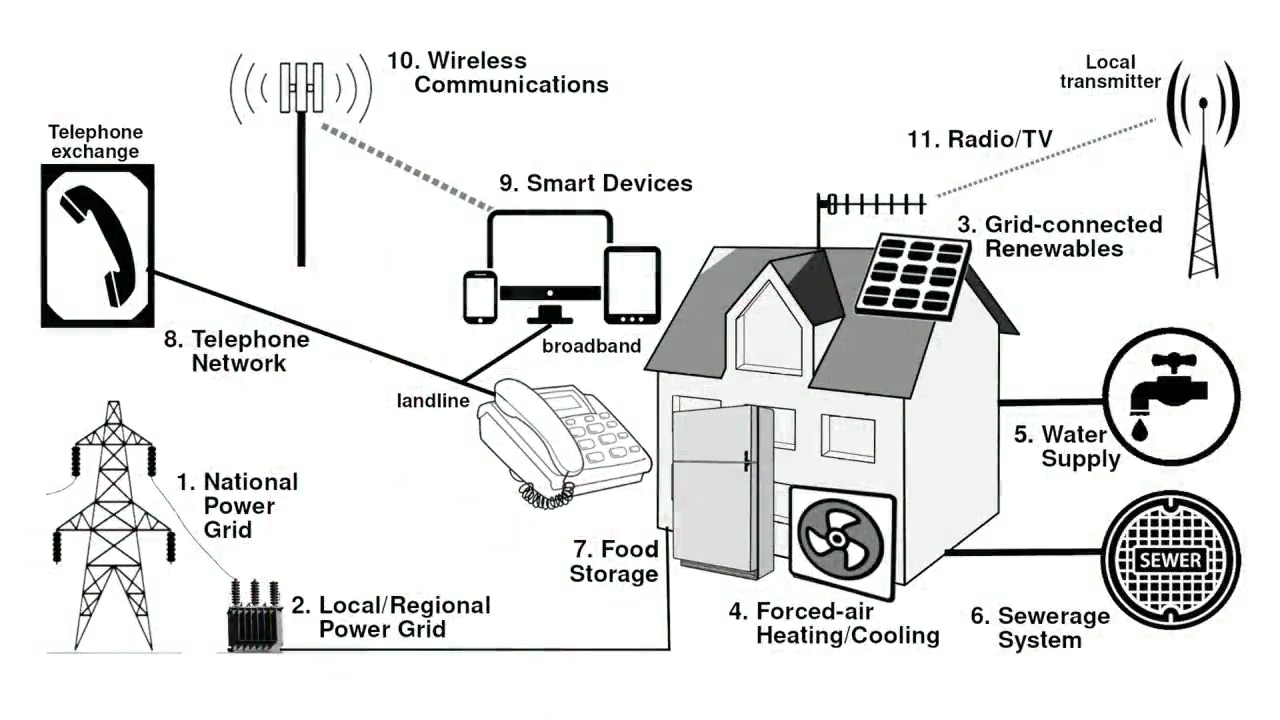 10. Wireless
Communications
Local
transmitter
Telephone
exchange
11. Radio/TV
9. Smart Devices
3. Grid-connected
Renewables
8. Telephone
Network
broadband
landline
5. Water
Supply
1. National
Power
Grid
7. Food
Storage
SEWER
2. Local/Regional
Power Grid
4. Forced-air
Heating/Cooling
6. Sewerage
System